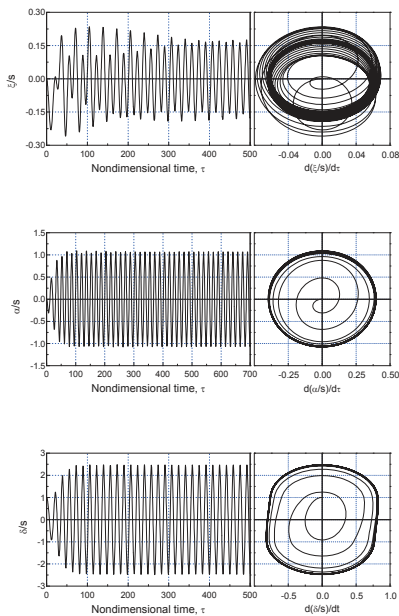 0.30
0.15
0.00
-0.15
-0.30
ξ/s
0 100 200 300 400 500
Nondimensional time, τ
-0.04 0.00 0.04 0.08
d(ξ/s)/dτ
1.5
1.0
0.5
0.0
-0.5
-1.0
-1.5
α/s
0 100 200 300 400 500 600 700
Nondimensional time, τ
-0.25 0.00 0.25 0.50
d(α/s)/dτ
3
2
1
0
-1
-2
-3
δ/s
0 100 200 300 400 500
Nondimensional time, τ
-0.5 0.0 0.5 1.0
d(δ/s)/dt